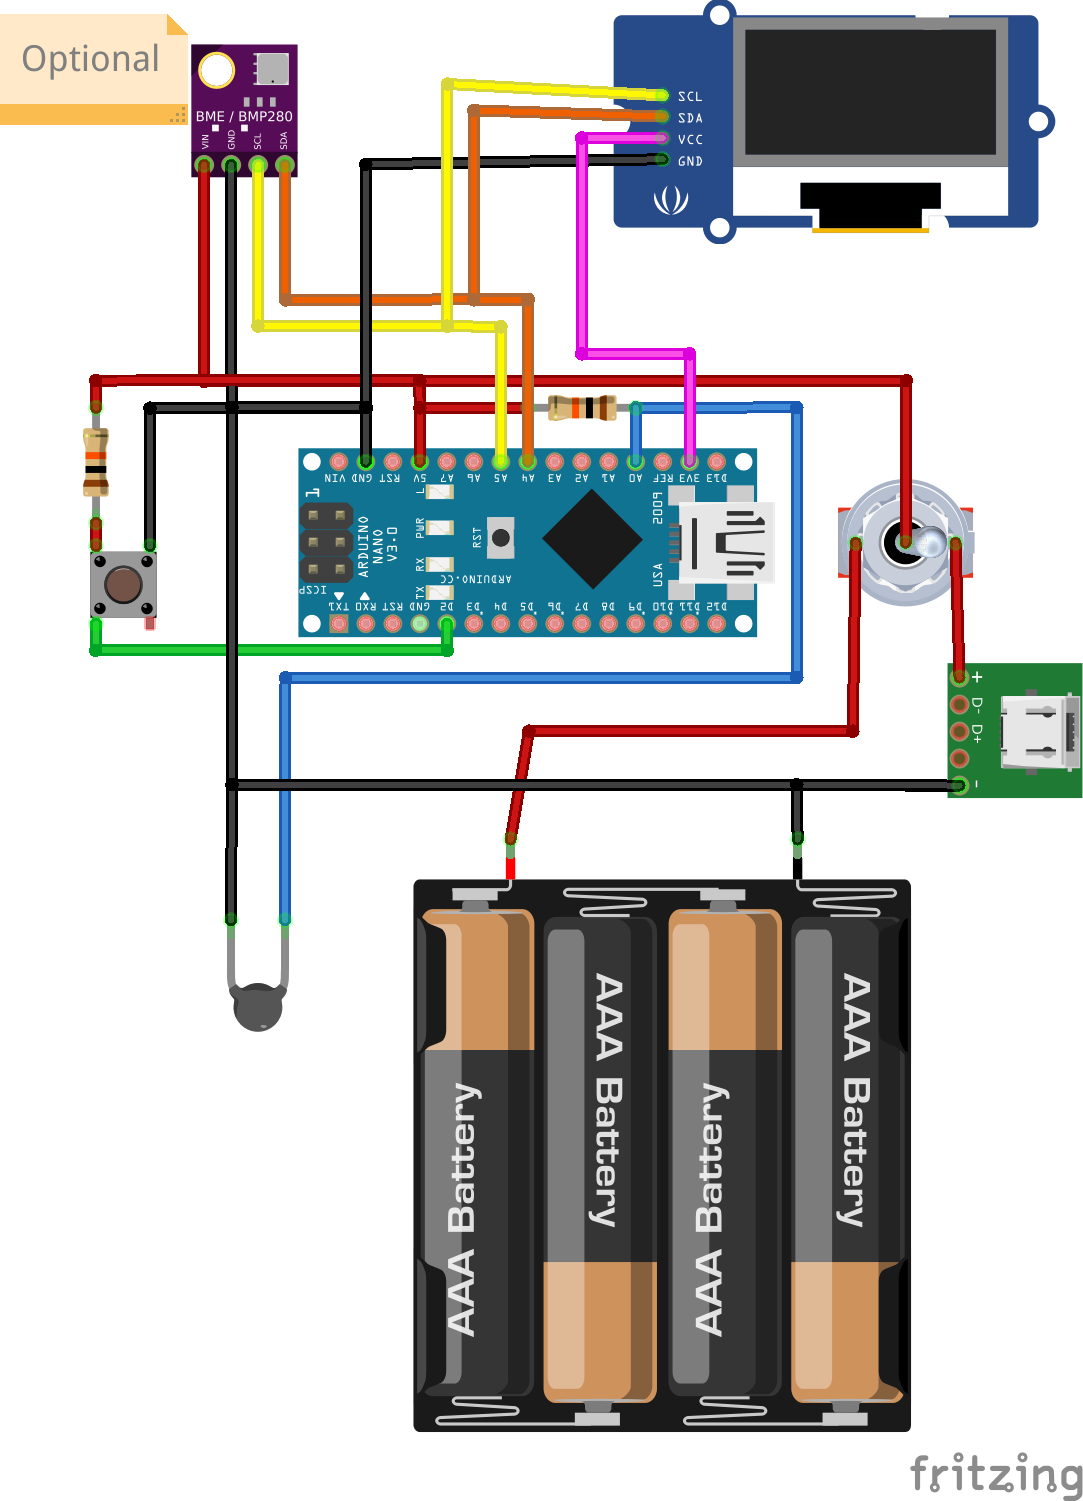 Optional
BME / BMP280
VIN
GND
SCL
SDA
SCL
SDA
VCC
GND
VIN
GND
RST
5V
A7
A6
A5
A4
A3
A2
A1
A0
REF
3V3
D13
1
L
PWR
RX
TX
RST
ARDUINO
NANO
V3.0
ARDUINO.CC
ICSP
2009
USA
TX1
RX0
RST
GND
D2
D3
D4
D5
D6
D7
D8
D9
D10
D11
D12
+
D-
D+
-
AAA Battery
AAA Battery
AAA Battery
AAA Battery
fritzing